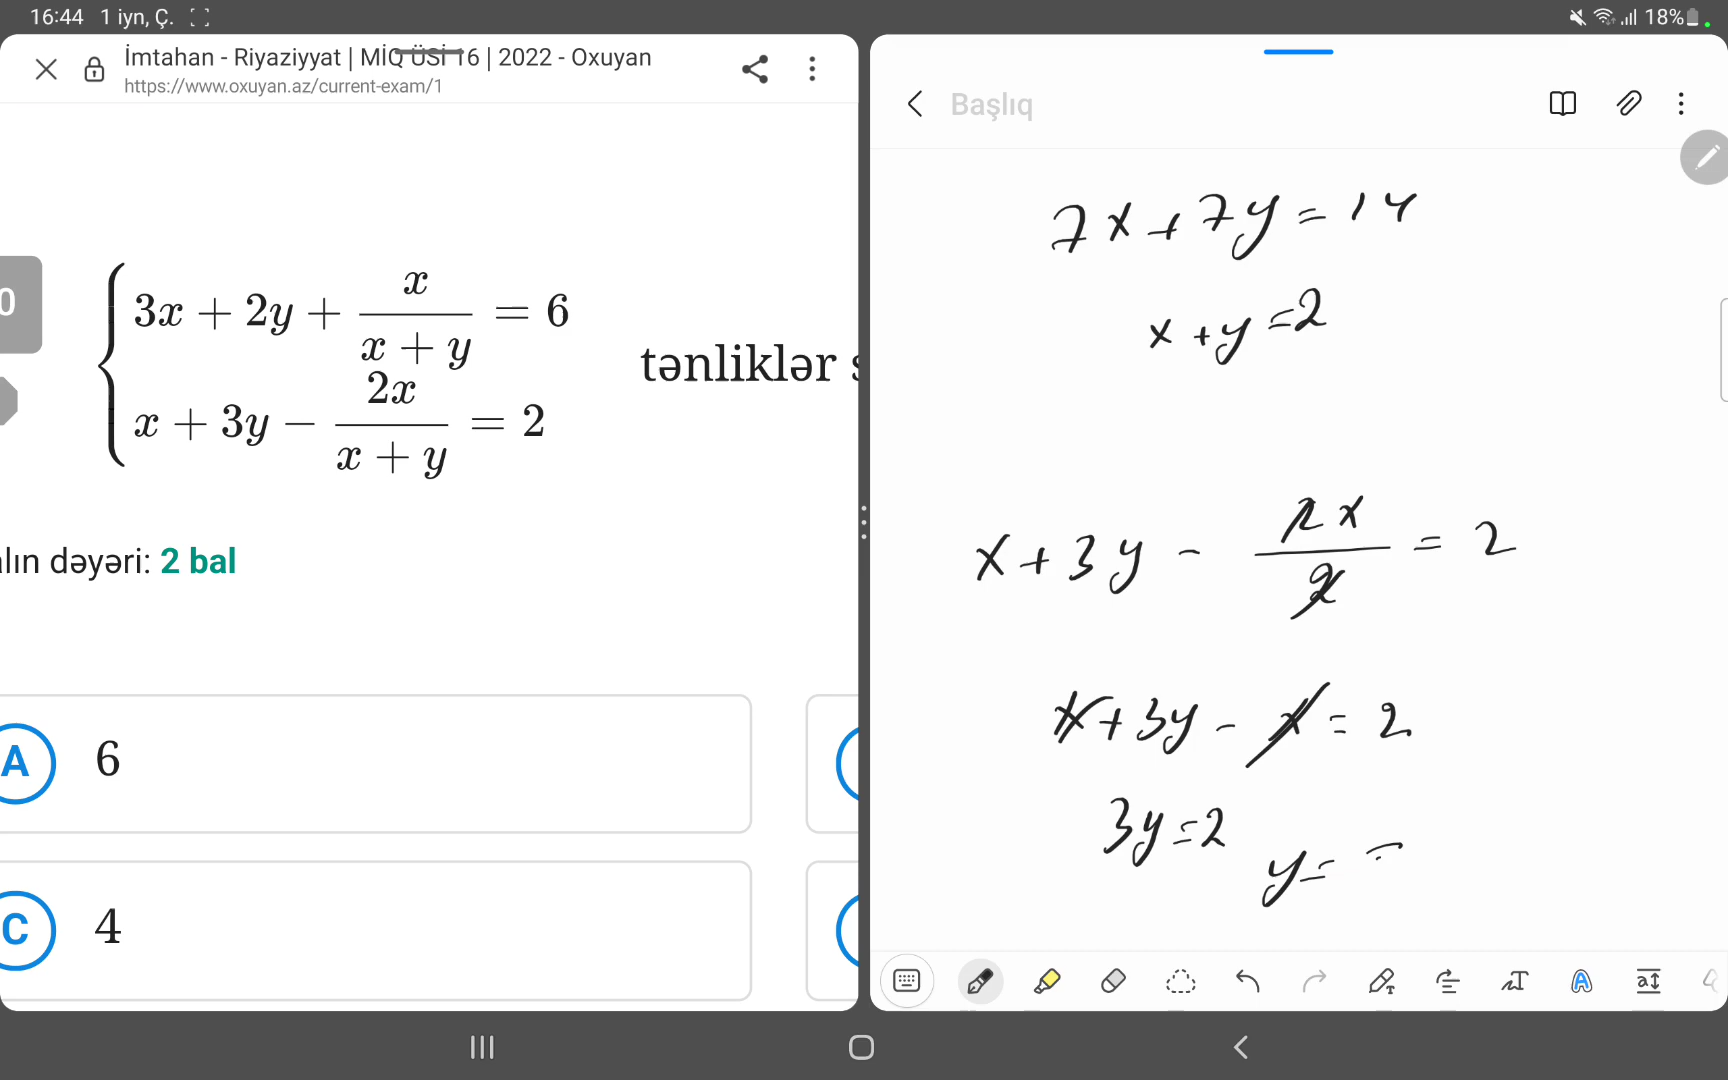 16:44 1 iyn, Ç. 18%
İmtahan - Riyaziyyat | MİQ ÜSİ 16 | 2022 - Oxuyan
https://www.oxuyan.az/current-exam/1
0
3x + 2y + x/(x + y) = 6
x + 3y − 2x/(x + y) = 2
tənliklər s
lın dəyəri: 2 bal
A 6
C 4
Başlıq
7x+7y=14
x+y=2
x+3y - 2x/2 = 2
x+3y-x=2
3y=2
y=